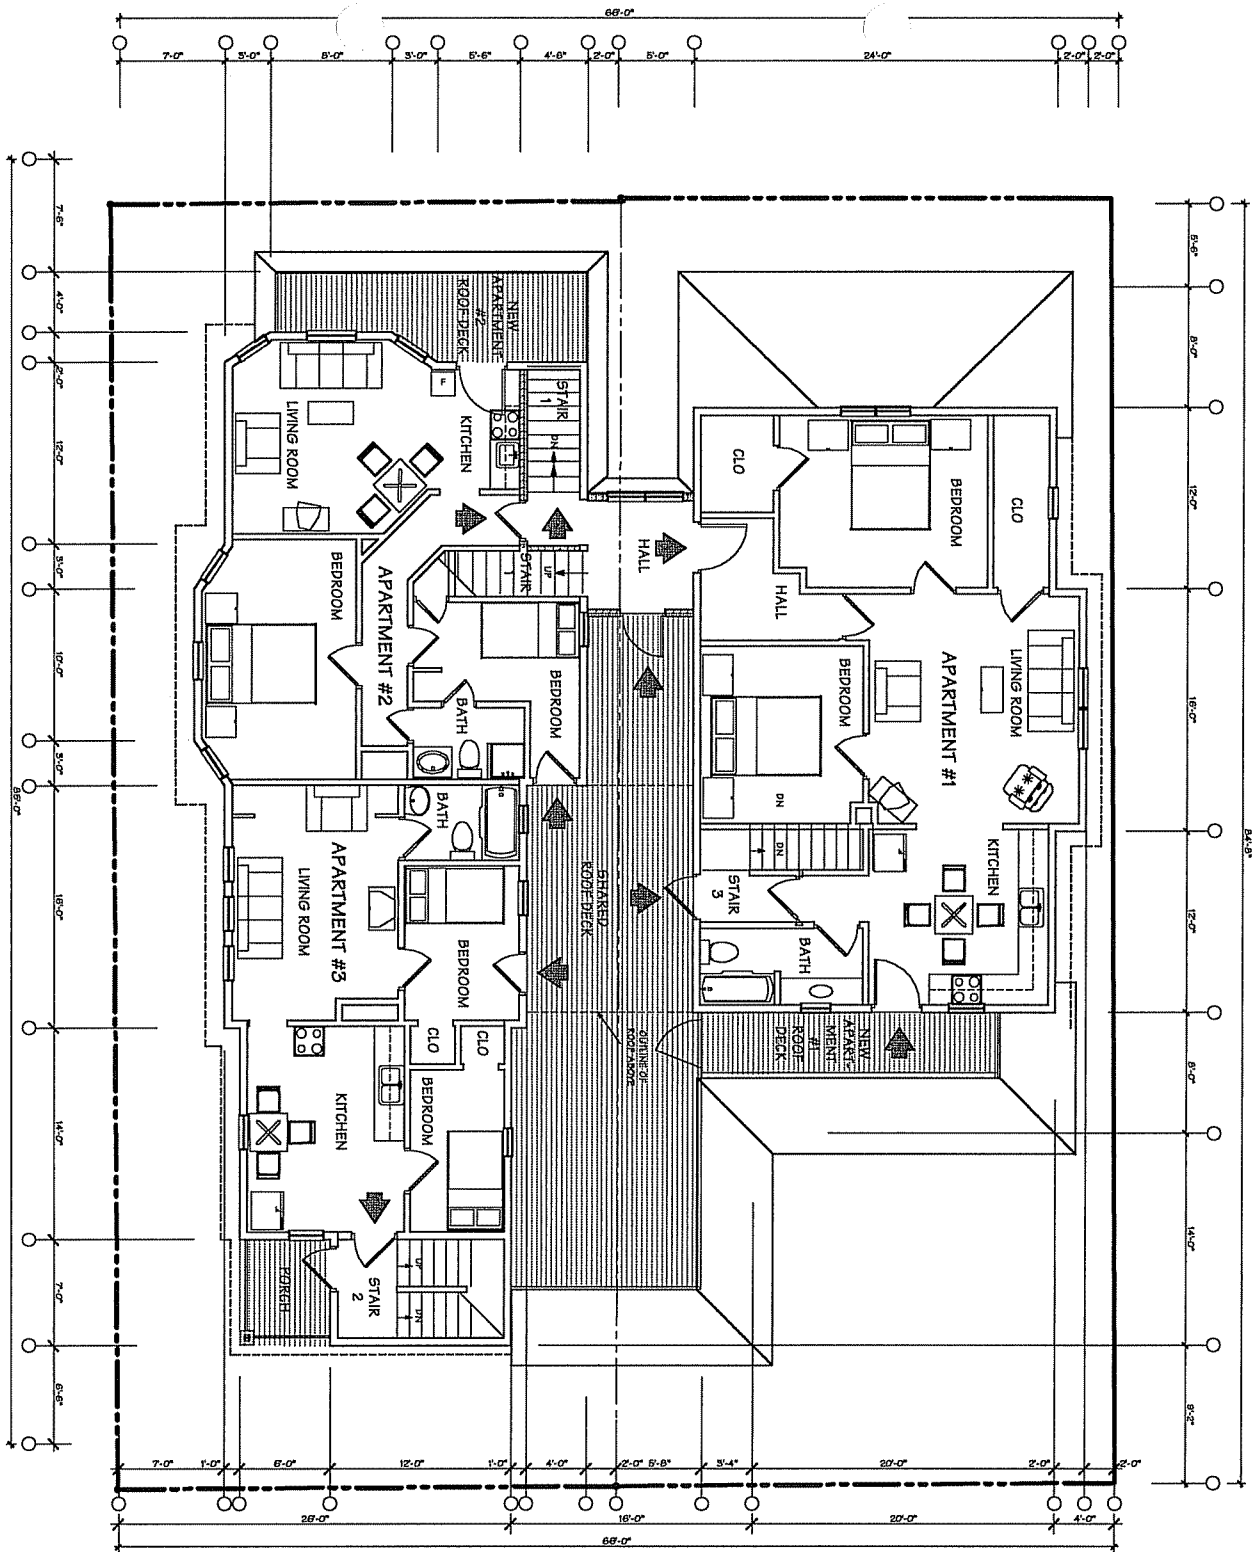 66'-0"
7'-0"
3'-0"
8'-0"
3'-0"
5'-6"
4'-6"
2'-0"
5'-0"
24'-0"
2'-0"
2'-0"
7'-6"
4'-0"
2'-0"
12'-0"
3'-0"
10'-0"
3'-0"
16'-0"
14'-0"
7'-0"
6'-6"
5'-6"
8'-0"
12'-0"
16'-0"
12'-0"
8'-0"
14'-0"
9'-2"
84'-8"
NEW
APARTMENT
#2
ROOF DECK
F
STAIR
1
DN
KITCHEN
LIVING ROOM
CLO
BEDROOM
CLO
HALL
STAIR
1
UP
BEDROOM
APARTMENT #2
HALL
BEDROOM
BATH
BEDROOM
LIVING ROOM
APARTMENT #1
DN
KITCHEN
DN
STAIR
3
BATH
BATH
APARTMENT #3
LIVING ROOM
SHARED
ROOF DECK
BEDROOM
CLO
CLO
OUTLINE OF
ROOF ABOVE
NEW
APART-
MENT
#1
ROOF
DECK
KITCHEN
BEDROOM
PORCH
STAIR
2
UP
DN
7'-0"
1'-0"
6'-0"
12'-0"
1'-0"
4'-0"
2'-0"
5'-8"
3'-4"
20'-0"
2'-0"
2'-0"
26'-0"
16'-0"
20'-0"
4'-0"
66'-0"